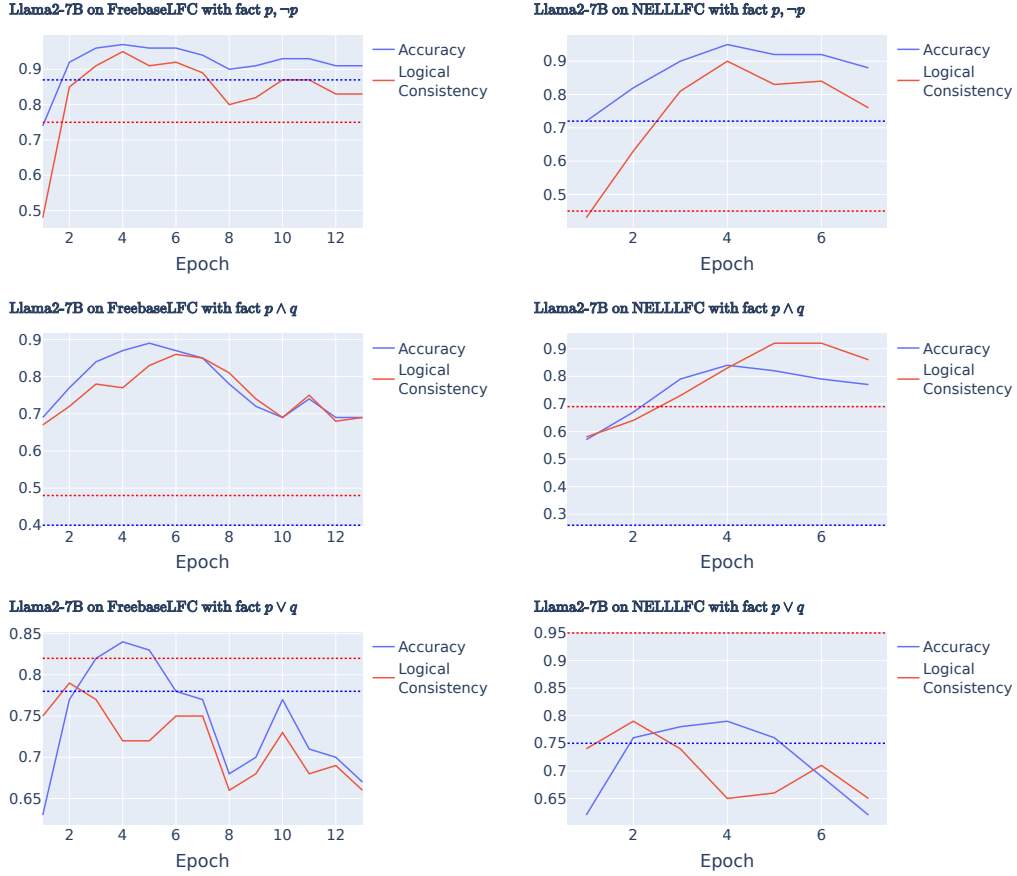 Llama2-7B on FreebaseLFC with fact p, ¬p
0.9
0.8
0.7
0.6
0.5
2 4 6 8 10 12
Epoch
Accuracy
Logical
Consistency
Llama2-7B on NELLLFC with fact p, ¬p
0.9
0.8
0.7
0.6
0.5
2 4 6
Epoch
Accuracy
Logical
Consistency
Llama2-7B on FreebaseLFC with fact p ∧ q
0.9
0.8
0.7
0.6
0.5
0.4
2 4 6 8 10 12
Epoch
Accuracy
Logical
Consistency
Llama2-7B on NELLLFC with fact p ∧ q
0.9
0.8
0.7
0.6
0.5
0.4
0.3
2 4 6
Epoch
Accuracy
Logical
Consistency
Llama2-7B on FreebaseLFC with fact p ∨ q
0.85
0.8
0.75
0.7
0.65
2 4 6 8 10 12
Epoch
Accuracy
Logical
Consistency
Llama2-7B on NELLLFC with fact p ∨ q
0.95
0.9
0.85
0.8
0.75
0.7
0.65
2 4 6
Epoch
Accuracy
Logical
Consistency